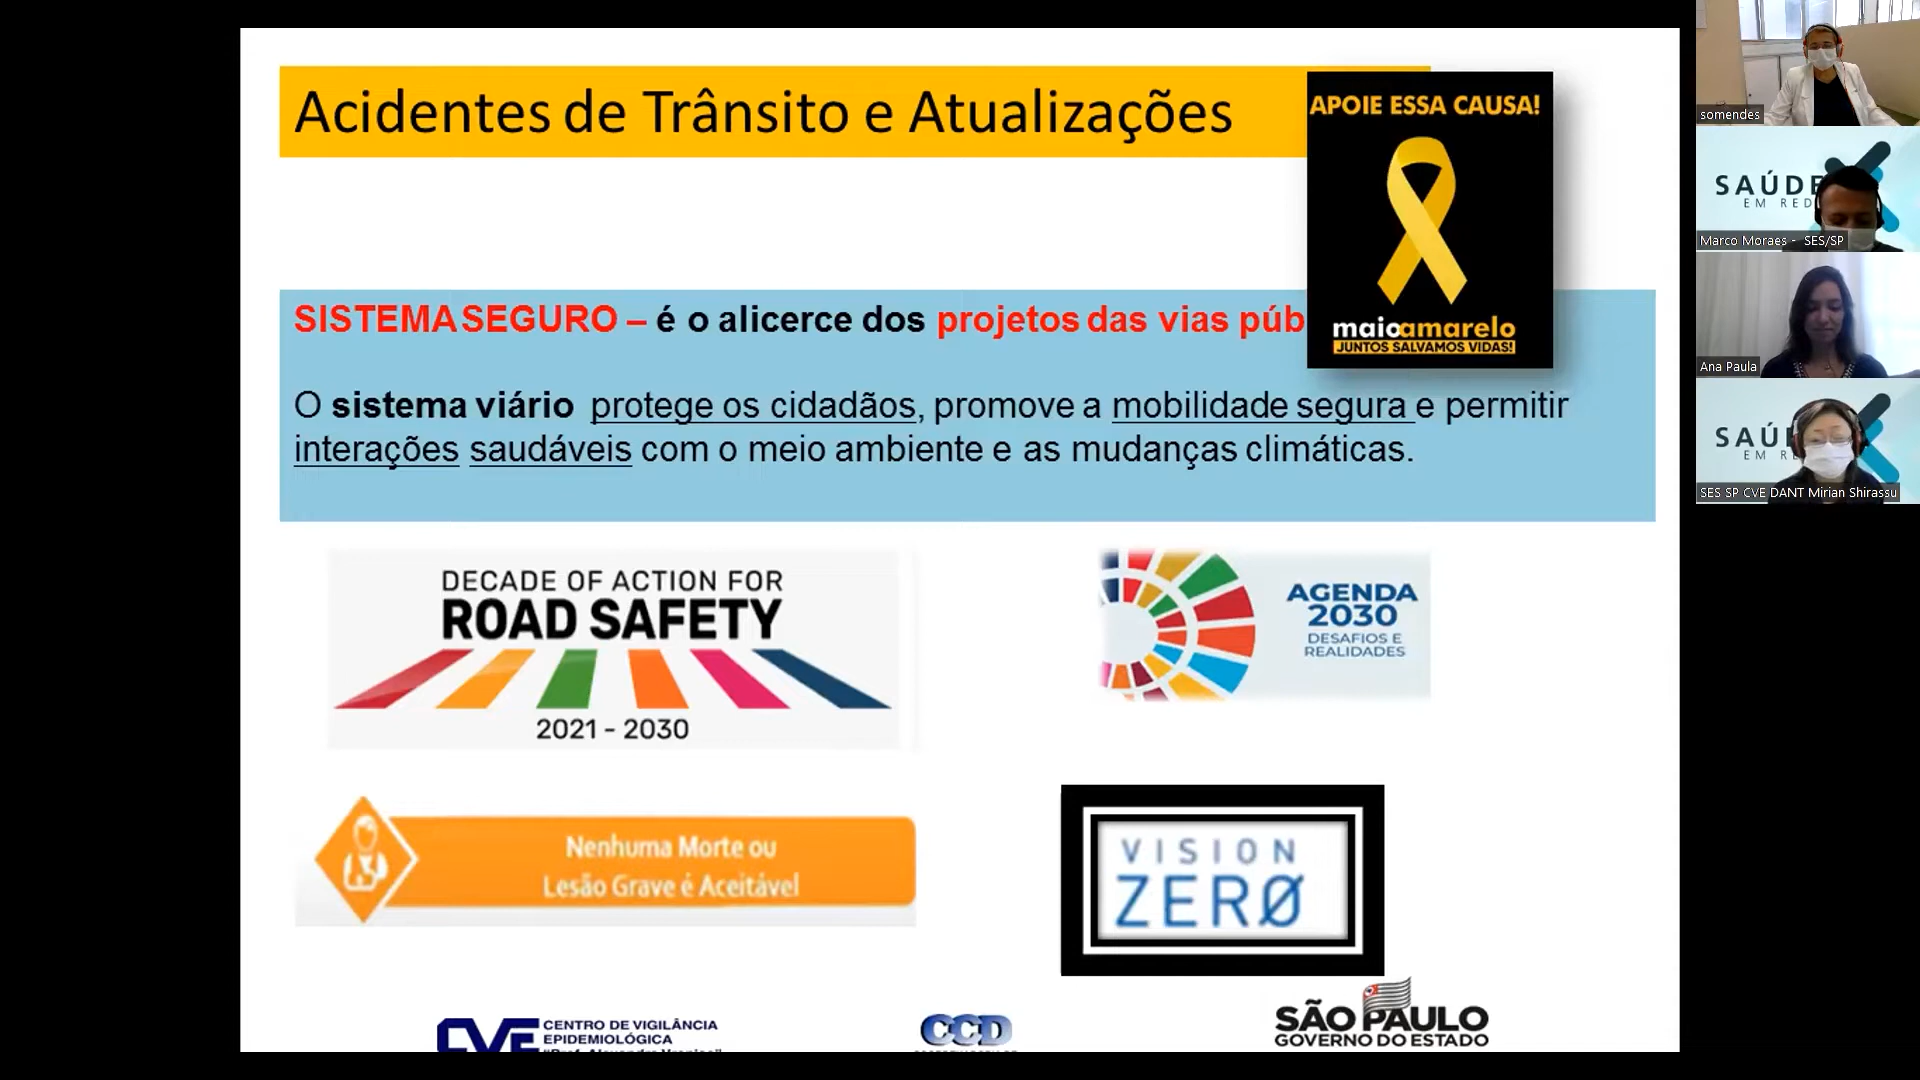 Acidentes de Trânsito e Atualizações
APOIE ESSA CAUSA!
maioamarelo
JUNTOS SALVAMOS VIDAS!
SISTEMA SEGURO – é o alicerce dos projetos das vias púb
O sistema viário protege os cidadãos, promove a mobilidade segura e permitir
interações saudáveis com o meio ambiente e as mudanças climáticas.
DECADE OF ACTION FOR
ROAD SAFETY
2021 - 2030
AGENDA
2030
DESAFIOS E
REALIDADES
Nenhuma Morte ou
Lesão Grave é Aceitável
VISION
ZERØ
CVE
CENTRO DE VIGILÂNCIA
EPIDEMIOLÓGICA
CCD
SÃO PAULO
GOVERNO DO ESTADO
somendes
SAÚDE
EM RED
Marco Moraes - SES/SP
Ana Paula
SAÚ
EM RE
SES SP CVE DANT Mirian Shirassu